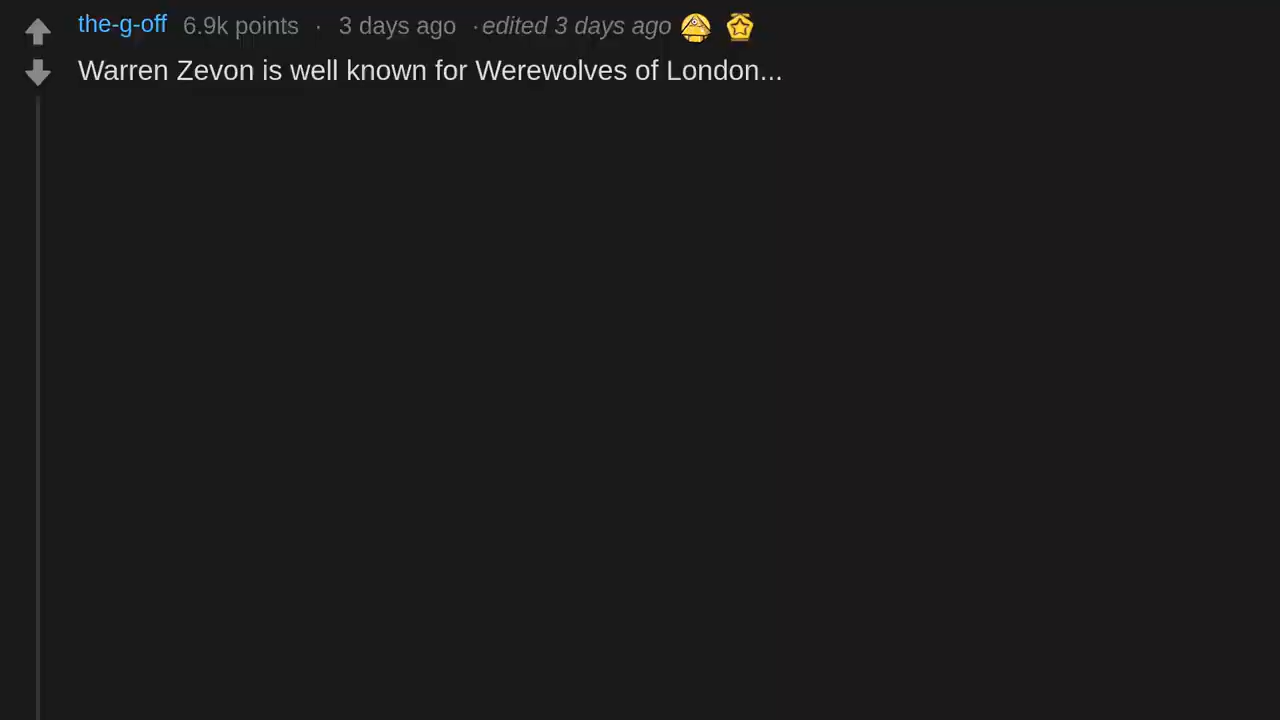 the-g-off 6.9k points · 3 days ago · edited 3 days ago
Warren Zevon is well known for Werewolves of London...